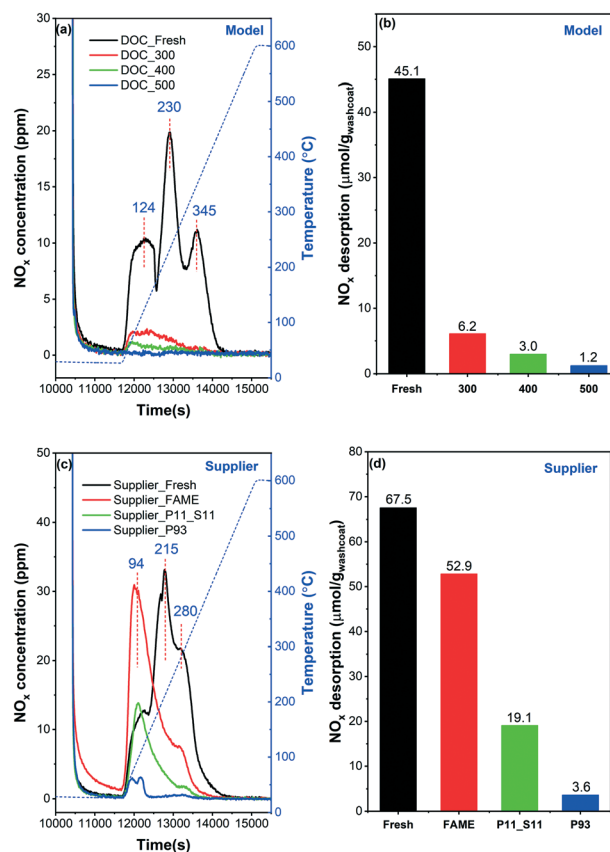 (a)
Model
DOC_Fresh
DOC_300
DOC_400
DOC_500
230
124
345
NOx concentration (ppm)
30
25
20
15
10
5
0
Temperature (°C)
600
500
400
300
200
100
0
10000 11000 12000 13000 14000 15000
Time(s)
(b)
Model
45.1
6.2
3.0
1.2
NOx desorption (μmol/gwashcoat)
50
40
30
20
10
0
Fresh 300 400 500
(c)
Supplier
Supplier_Fresh
Supplier_FAME
Supplier_P11_S11
Supplier_P93
215
94
280
NOx concentration (ppm)
50
40
30
20
10
0
Temperature (°C)
600
500
400
300
200
100
0
10000 11000 12000 13000 14000 15000
Time(s)
(d)
Supplier
67.5
52.9
19.1
3.6
NOx desorption (μmol/gwashcoat)
80
70
60
50
40
30
20
10
0
Fresh FAME P11_S11 P93